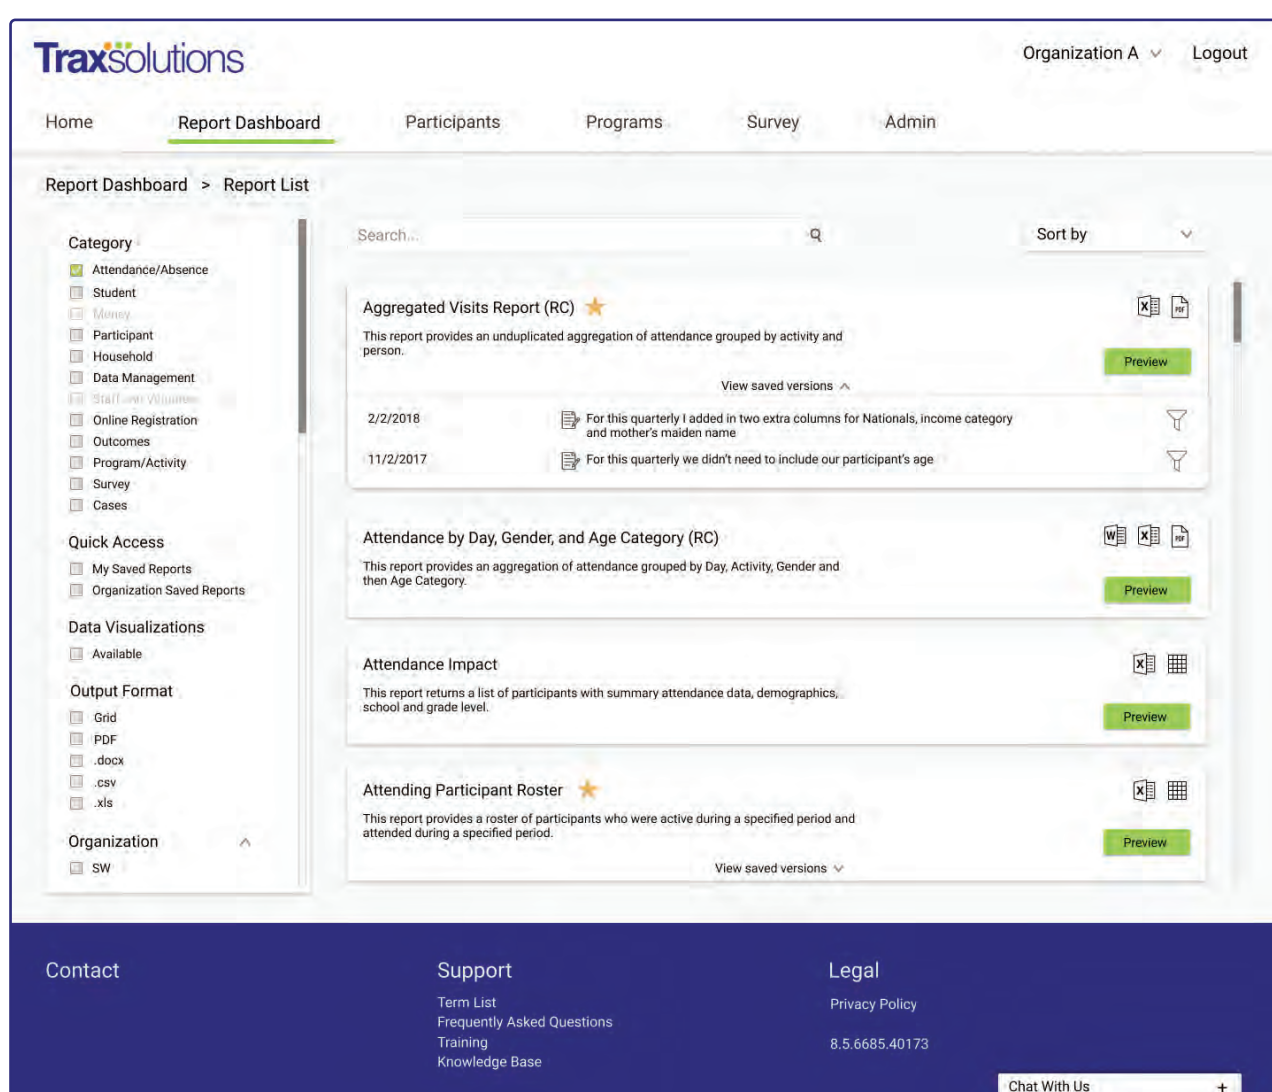 Traxsolutions
Organization A
Logout
Home
Report Dashboard
Participants
Programs
Survey
Admin
Report Dashboard > Report List
Category
Attendance/Absence
Student
Money
Participant
Household
Data Management
Staff and Volunteer
Online Registration
Outcomes
Program/Activity
Survey
Cases
Quick Access
My Saved Reports
Organization Saved Reports
Data Visualizations
Available
Output Format
Grid
PDF
.docx
.csv
.xls
Organization
SW
Search...
Sort by
Aggregated Visits Report (RC)
X
PDF
This report provides an unduplicated aggregation of attendance grouped by activity and
person.
Preview
View saved versions
2/2/2018
For this quarterly I added in two extra columns for Nationals, income category
and mother's maiden name
11/2/2017
For this quarterly we didn't need to include our participant's age
Attendance by Day, Gender, and Age Category (RC)
W
X
PDF
This report provides an aggregation of attendance grouped by Day, Activity, Gender and
then Age Category.
Preview
Attendance Impact
X
This report returns a list of participants with summary attendance data, demographics,
school and grade level.
Preview
Attending Participant Roster
X
This report provides a roster of participants who were active during a specified period and
attended during a specified period.
Preview
View saved versions
Contact
Support
Term List
Frequently Asked Questions
Training
Knowledge Base
Legal
Privacy Policy
8.5.6685.40173
Chat With Us +